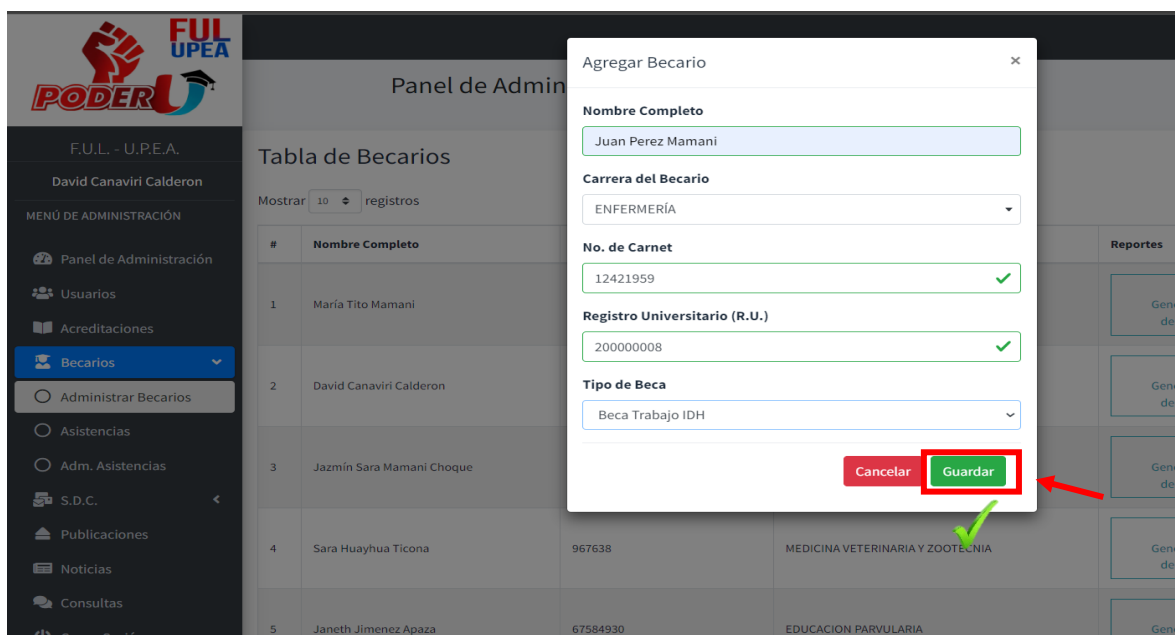 FUL
UPEA
PODER U
F.U.L. - U.P.E.A.
David Canaviri Calderon
MENÚ DE ADMINISTRACIÓN
Panel de Administración
Usuarios
Acreditaciones
Becarios
Administrar Becarios
Asistencias
Adm. Asistencias
S.D.C.
Publicaciones
Noticias
Consultas
Panel de Admin
Tabla de Becarios
Mostrar 10 registros
# Nombre Completo Reportes
1 María Tito Mamani
2 David Canaviri Calderon
3 Jazmín Sara Mamani Choque
4 Sara Huayhua Ticona 967638 MEDICINA VETERINARIA Y ZOOTECNIA
5 Janeth Jimenez Apaza 67584930 EDUCACION PARVULARIA
Agregar Becario ×
Nombre Completo
Juan Perez Mamani
Carrera del Becario
ENFERMERÍA
No. de Carnet
12421959
Registro Universitario (R.U.)
200000008
Tipo de Beca
Beca Trabajo IDH
Cancelar Guardar